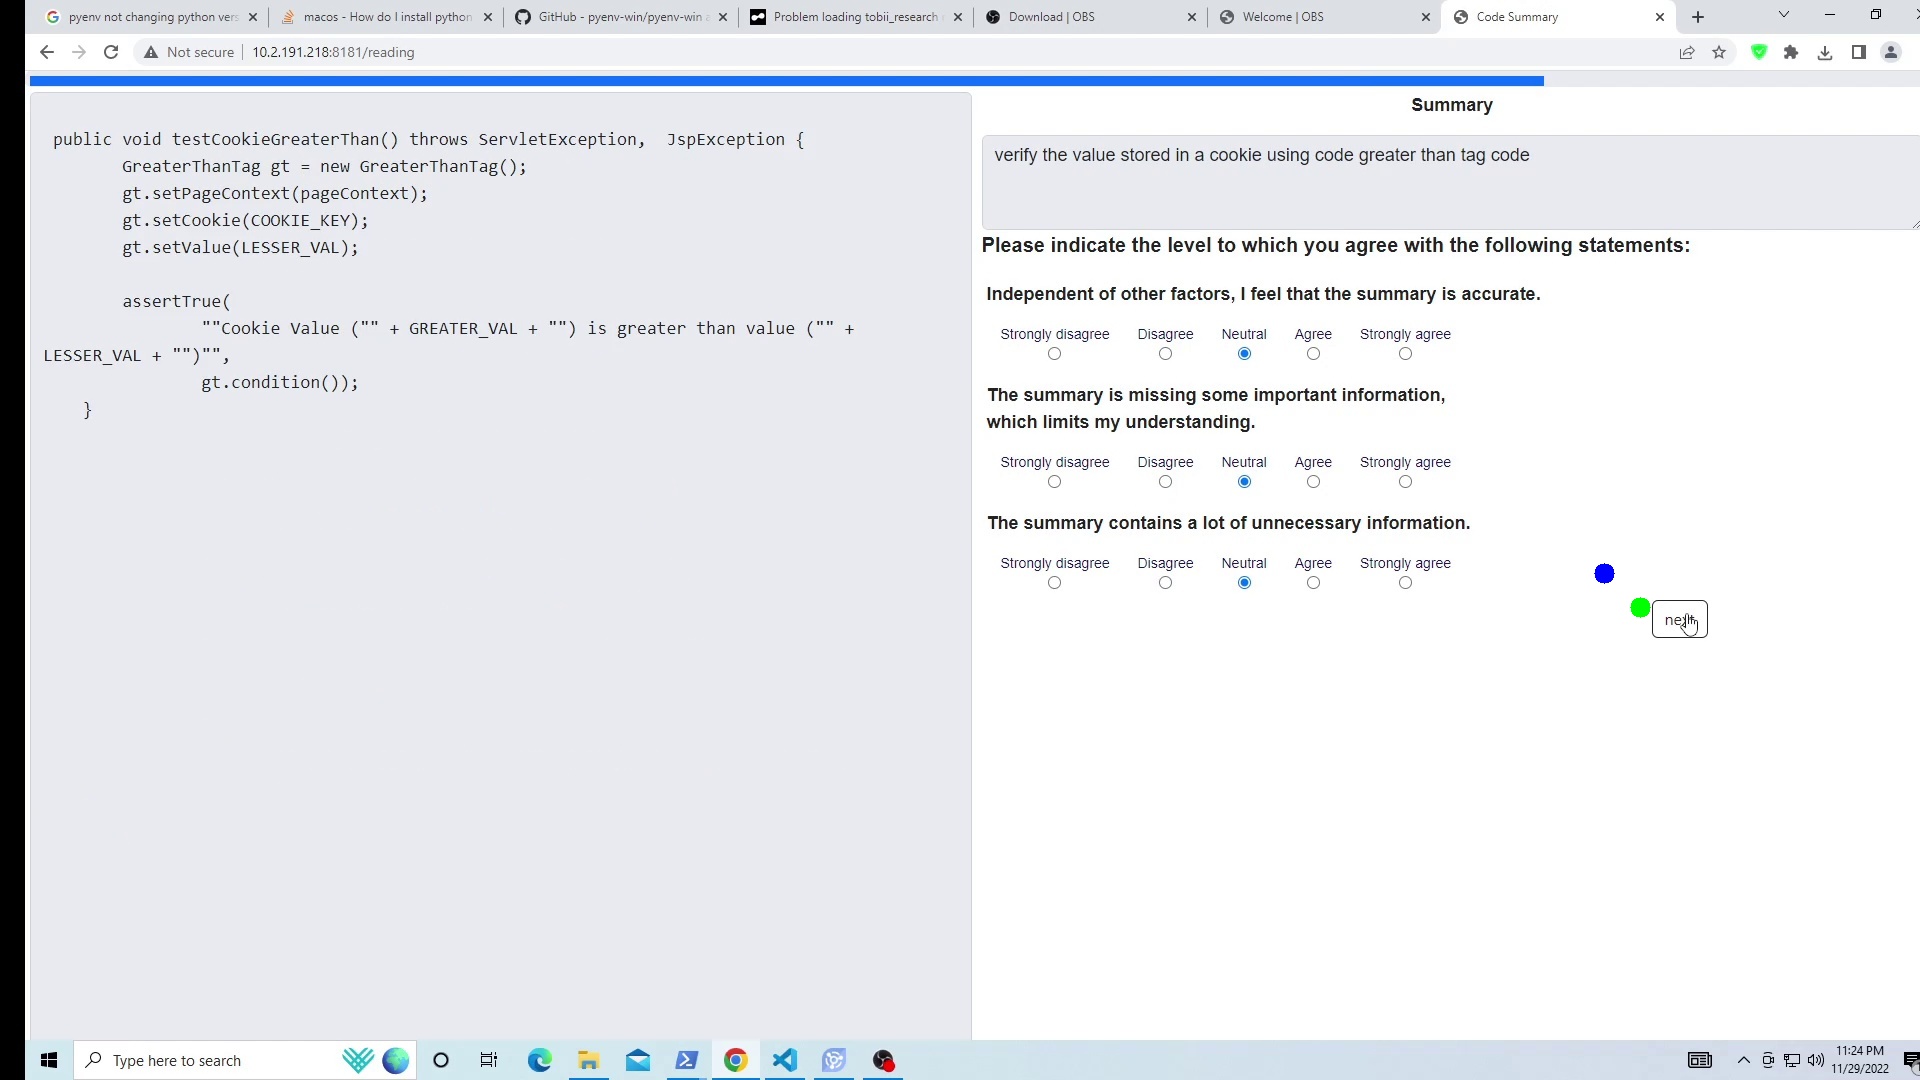 pyenv not changing python vers
macos - How do I install python
GitHub - pyenv-win/pyenv-win
Problem loading tobii_research
Download | OBS
Welcome | OBS
Code Summary
Not secure
10.2.191.218:8181/reading
public void testCookieGreaterThan() throws ServletException,  JspException {
GreaterThanTag gt = new GreaterThanTag();
gt.setPageContext(pageContext);
gt.setCookie(COOKIE_KEY);
gt.setValue(LESSER_VAL);
assertTrue(
""Cookie Value ("" + GREATER_VAL + "") is greater than value ("" +
LESSER_VAL + "")"",
gt.condition());
}
Summary
verify the value stored in a cookie using code greater than tag code
Please indicate the level to which you agree with the following statements:
Independent of other factors, I feel that the summary is accurate.
Strongly disagree Disagree Neutral Agree Strongly agree
The summary is missing some important information,
which limits my understanding.
Strongly disagree Disagree Neutral Agree Strongly agree
The summary contains a lot of unnecessary information.
Strongly disagree Disagree Neutral Agree Strongly agree
next
Type here to search
11:24 PM
11/29/2022